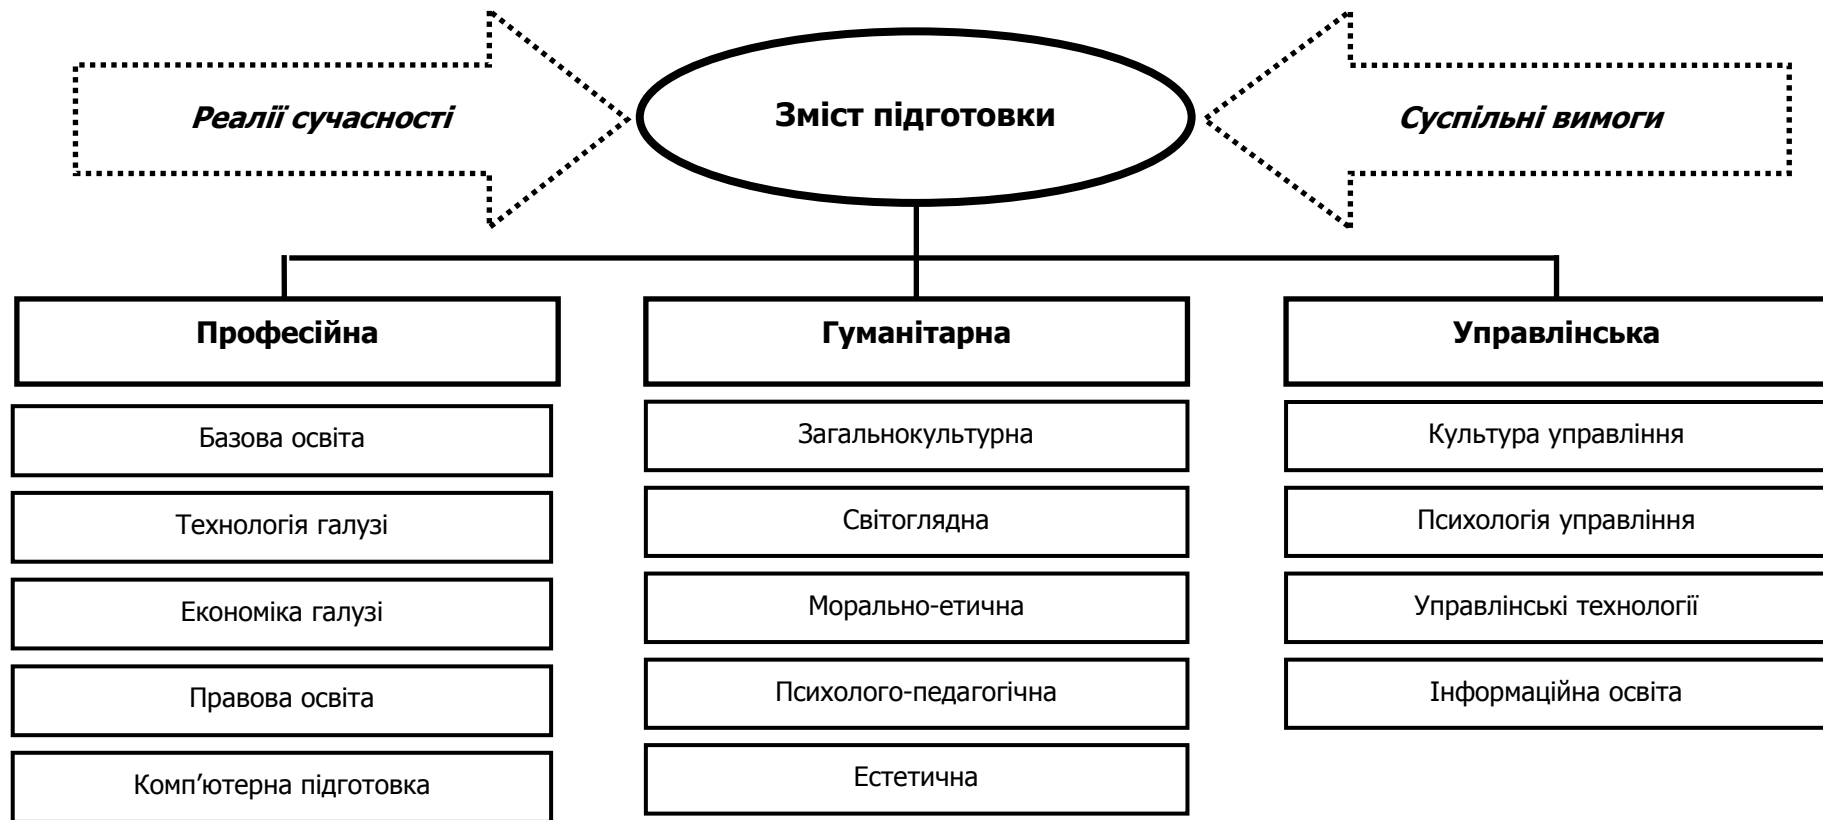 Реалії сучасності
Зміст підготовки
Суспільні вимоги
Професійна
Гуманітарна
Управлінська
Базова освіта
Загальнокультурна
Культура управління
Технологія галузі
Світоглядна
Психологія управління
Економіка галузі
Морально-етична
Управлінські технології
Правова освіта
Психолого-педагогічна
Інформаційна освіта
Комп’ютерна підготовка
Естетична